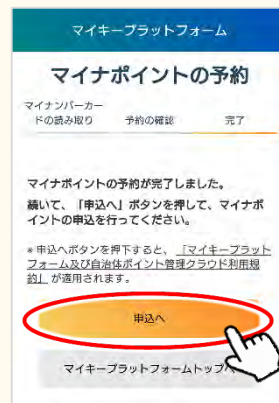 マイキープラットフォーム
マイナポイントの予約
マイナンバーカー
ドの読み取り
予約の確認
完了
マイナポイントの予約が完了しました。
続いて、「申込へ」ボタンを押して、マイナポ
イントの申込を行ってください。
※申込へボタンを押下すると、「マイキープラット
フォーム及び自治体ポイント管理クラウド利用規
約」が適用されます。
申込へ
マイキープラットフォームトップへ